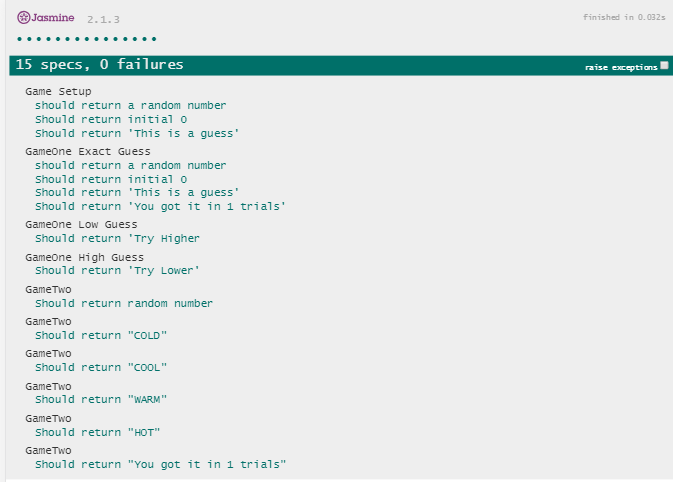 Jasmine 2.1.3 finished in 0.032s
15 specs, 0 failures raise exceptions
Game Setup
should return a random number
Should return initial 0
Should return 'This is a guess'
GameOne Exact Guess
should return a random number
Should return initial 0
Should return 'This is a guess'
Should return 'You got it in 1 trials'
GameOne Low Guess
Should return 'Try Higher
GameOne High Guess
Should return 'Try Lower'
GameTwo
Should return random number
GameTwo
Should return "COLD"
GameTwo
Should return "COOL"
GameTwo
Should return "WARM"
GameTwo
Should return "HOT"
GameTwo
Should return "You got it in 1 trials"